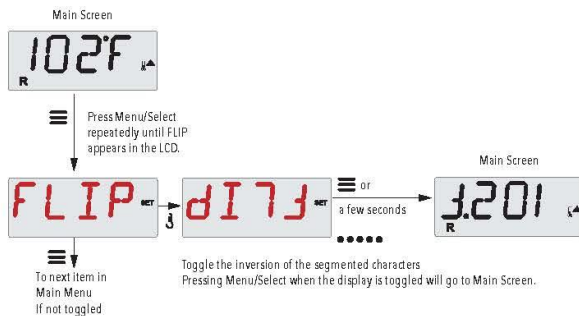 Main Screen
102°F
R
Press Menu/Select
repeatedly until FLIP
appears in the LCD.
Main Screen
FLIP SET
dI7Ⅎ SET
or
a few seconds
J.201
R
To next item in
Main Menu
If not toggled
Toggle the inversion of the segmented characters
Pressing Menu/Select when the display is toggled will go to Main Screen.